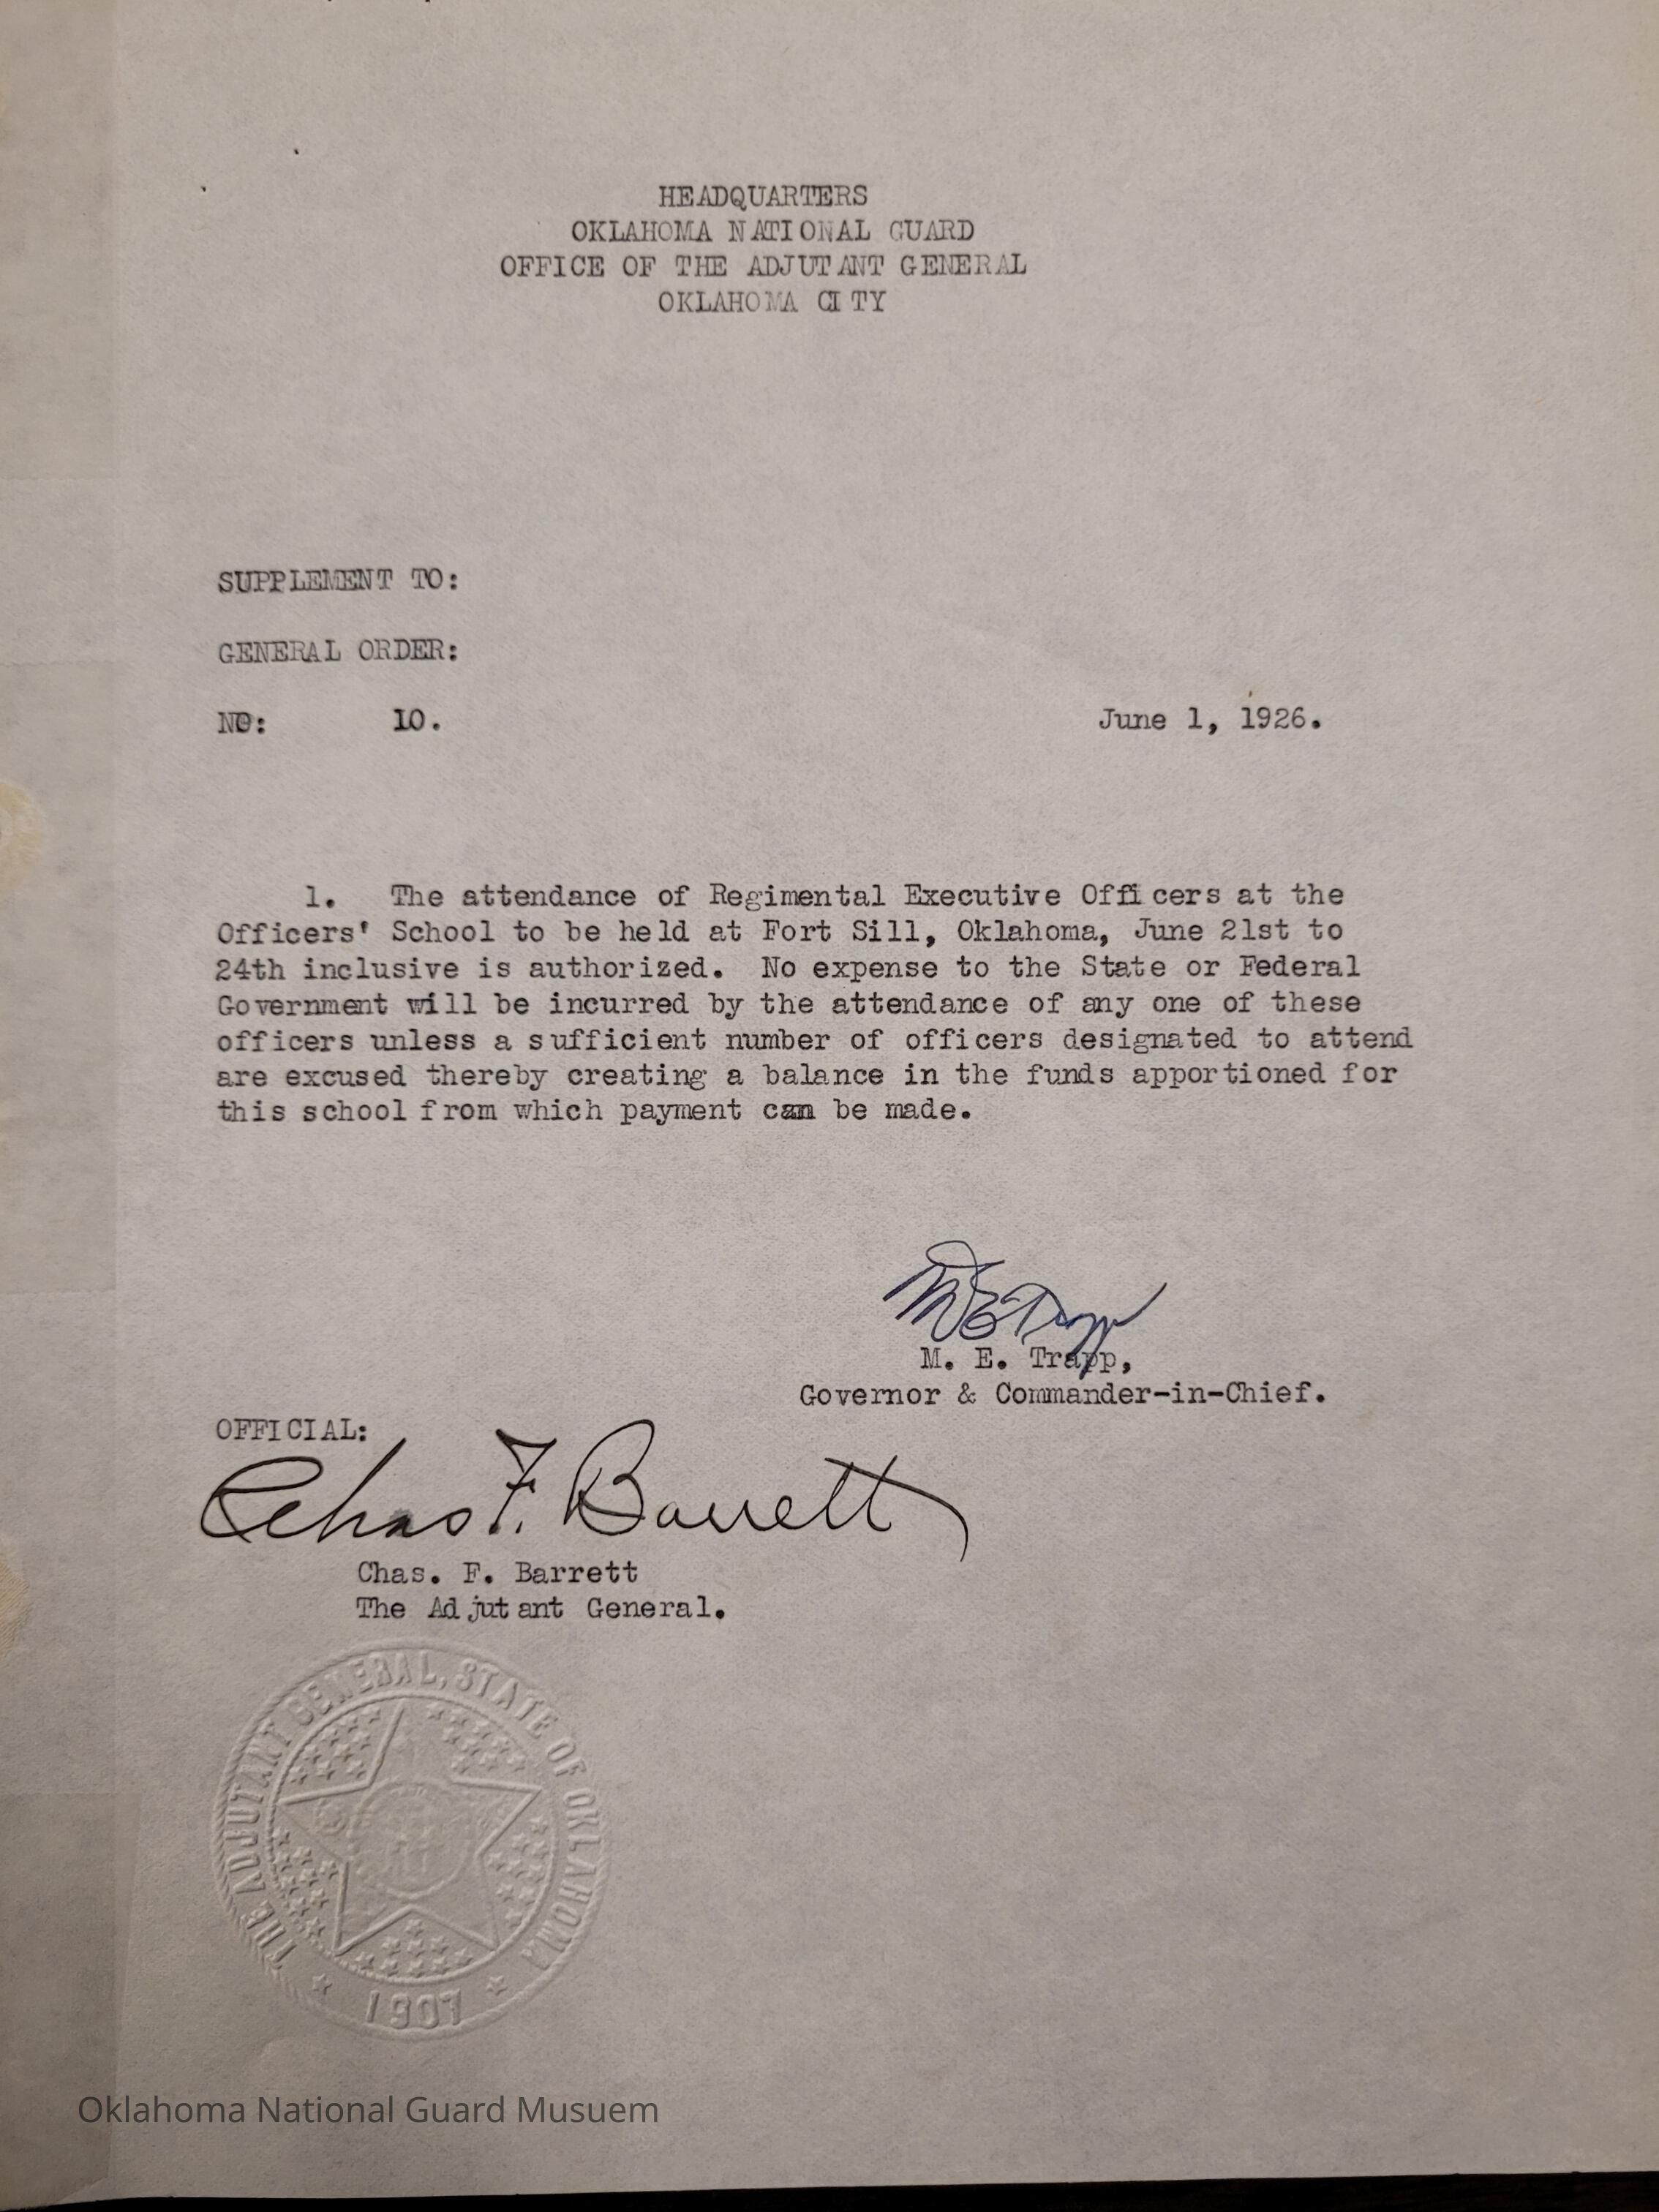 HEADQUARTERS
OKLAHOMA NATIONAL GUARD
OFFICE OF THE ADJUTANT GENERAL
OKLAHOMA CITY
SUPPLEMENT TO:
GENERAL ORDER:
NO: 10. June 1, 1926.
1. The attendance of Regimental Executive Officers at the
Officers' School to be held at Fort Sill, Oklahoma, June 21st to
24th inclusive is authorized. No expense to the State or Federal
Government will be incurred by the attendance of any one of these
officers unless a sufficient number of officers designated to attend
are excused thereby creating a balance in the funds apportioned for
this school from which payment can be made.
M E Trapp
M. E. Trapp,
Governor & Commander-in-Chief.
OFFICIAL:
Chas F. Barrett
Chas. F. Barrett
The Adjutant General.
THE ADJUTANT GENERAL, STATE OF OKLAHOMA
1907
Oklahoma National Guard Musuem